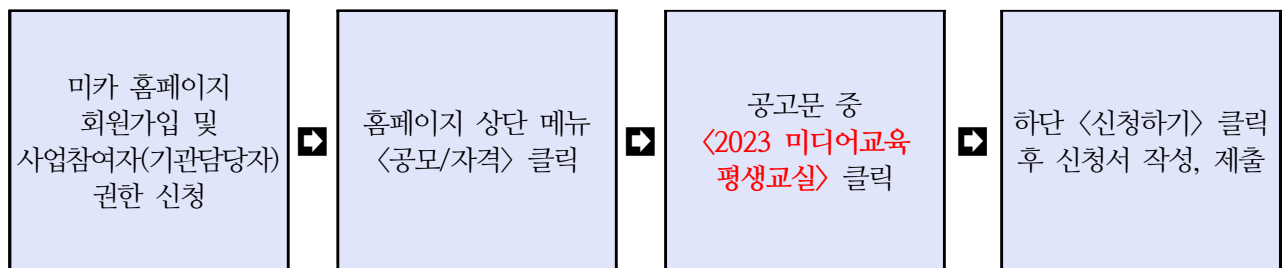 미카 홈페이지
회원가입 및
사업참여자(기관담당자)
권한 신청
홈페이지 상단 메뉴
〈공모/자격〉 클릭
공고문 중
〈2023 미디어교육
평생교실〉 클릭
하단 〈신청하기〉 클릭
후 신청서 작성, 제출